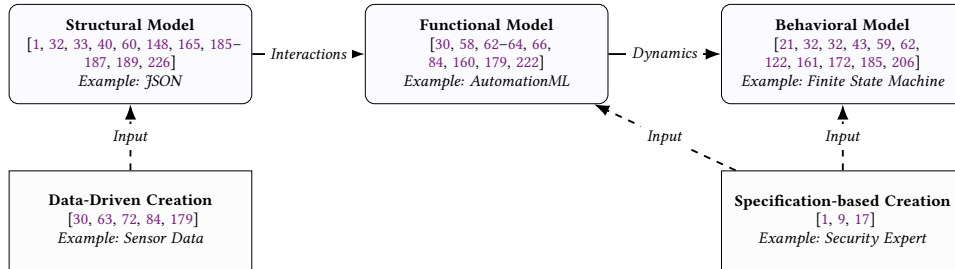 Structural Model
[1, 32, 33, 40, 60, 148, 165, 185–
187, 189, 226]
Example: JSON
Interactions
Functional Model
[30, 58, 62–64, 66,
84, 160, 179, 222]
Example: AutomationML
Dynamics
Behavioral Model
[21, 32, 32, 43, 59, 62,
122, 161, 172, 185, 206]
Example: Finite State Machine
Input
Input
Input
Data-Driven Creation
[30, 63, 72, 84, 179]
Example: Sensor Data
Specification-based Creation
[1, 9, 17]
Example: Security Expert